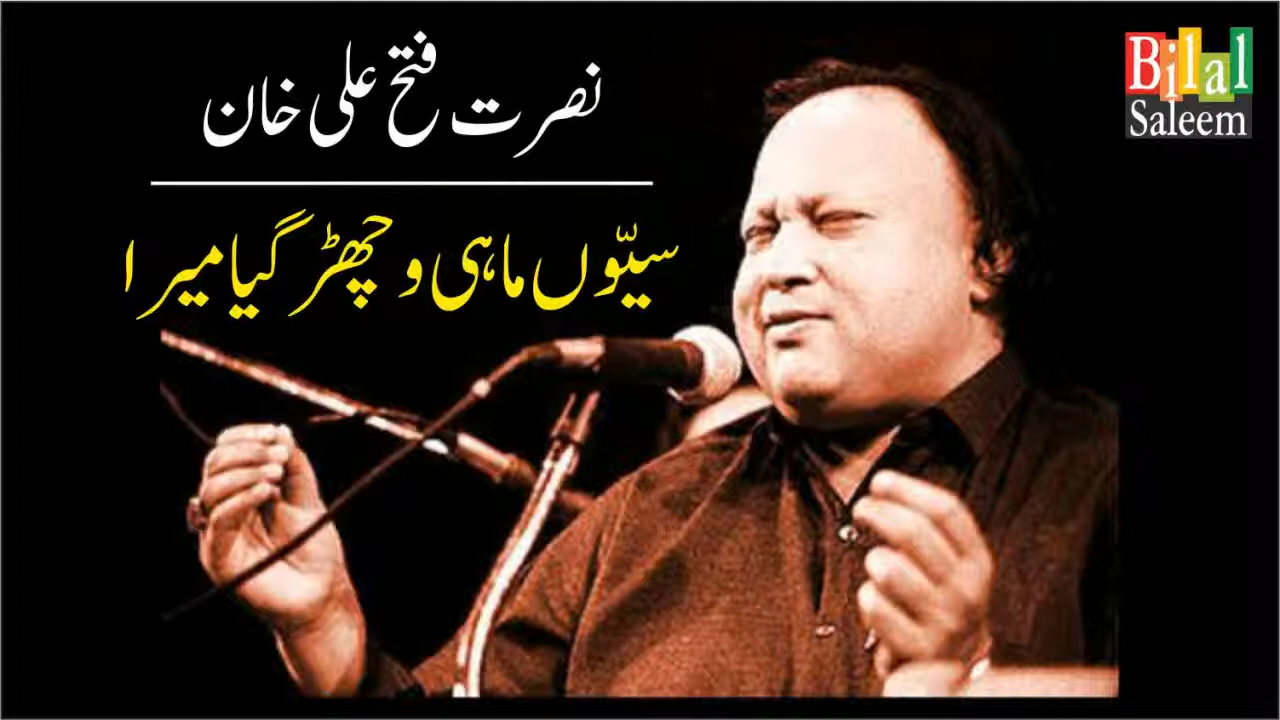 نصرت فتح علی خان
سیّوں ماہی وچھڑ گیا میرا
Bilal
Saleem